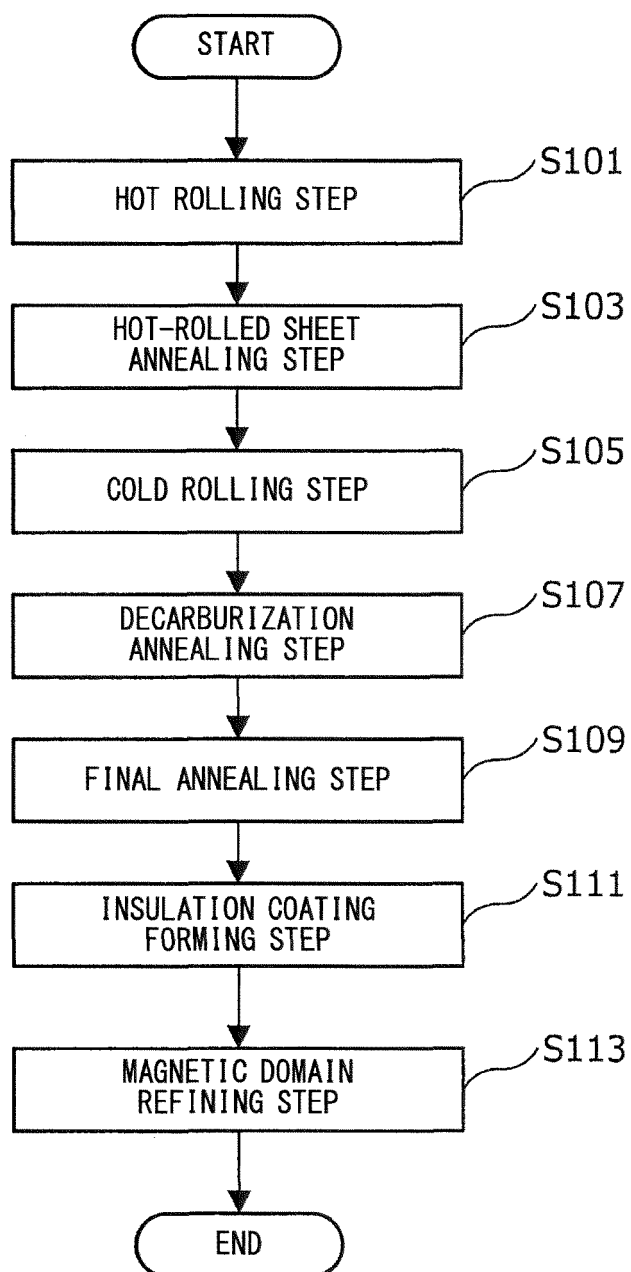 START
S101
HOT ROLLING STEP
S103
HOT-ROLLED SHEET
ANNEALING STEP
S105
COLD ROLLING STEP
S107
DECARBURIZATION
ANNEALING STEP
S109
FINAL ANNEALING STEP
S111
INSULATION COATING
FORMING STEP
S113
MAGNETIC DOMAIN
REFINING STEP
END